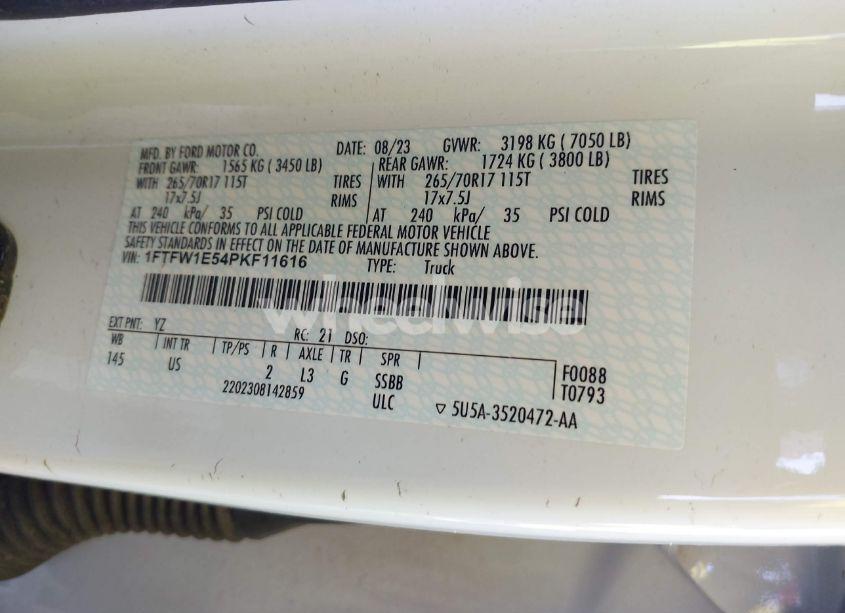 MFD. BY FORD MOTOR CO. DATE: 08/23 GVWR: 3198 KG ( 7050 LB)
FRONT GAWR: 1565 KG ( 3450 LB) REAR GAWR: 1724 KG ( 3800 LB)
WITH 265/70R17 115T TIRES WITH 265/70R17 115T TIRES
17x7.5J RIMS 17x7.5J RIMS
AT 240 kPa/ 35 PSI COLD AT 240 kPa/ 35 PSI COLD
THIS VEHICLE CONFORMS TO ALL APPLICABLE FEDERAL MOTOR VEHICLE
SAFETY STANDARDS IN EFFECT ON THE DATE OF MANUFACTURE SHOWN ABOVE.
VIN: 1FTFW1E54PKF11616 TYPE: Truck
wheelwise
EXT PNT: YZ RC: 21 DSO:
WB INT TR TP/PS R AXLE TR SPR
145 US 2 L3 G SSBB F0088
2202308142859 ULC T0793
5U5A-3520472-AA